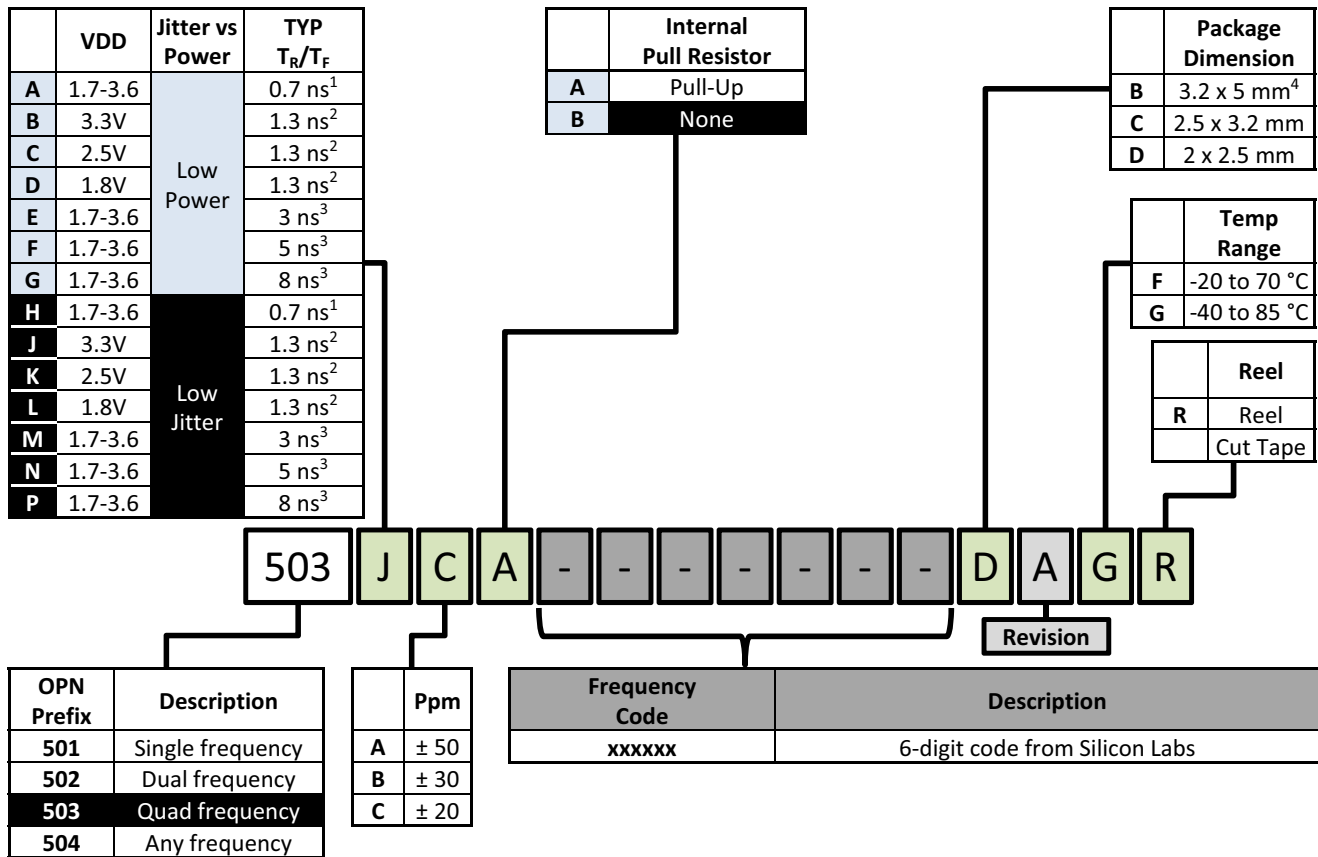 VDD Jitter vs Power TYP TR/TF
A 1.7-3.6 0.7 ns1
B 3.3V 1.3 ns2
C 2.5V 1.3 ns2
D 1.8V 1.3 ns2
E 1.7-3.6 3 ns3
F 1.7-3.6 5 ns3
G 1.7-3.6 8 ns3
Low
Power
H 1.7-3.6 0.7 ns1
J 3.3V 1.3 ns2
K 2.5V 1.3 ns2
L 1.8V 1.3 ns2
M 1.7-3.6 3 ns3
N 1.7-3.6 5 ns3
P 1.7-3.6 8 ns3
Low
Jitter
Internal
Pull Resistor
A Pull-Up
B None
Package
Dimension
B 3.2 x 5 mm4
C 2.5 x 3.2 mm
D 2 x 2.5 mm
Temp
Range
F -20 to 70 °C
G -40 to 85 °C
Reel
R Reel
Cut Tape
503 J C A - - - - - - - D A G R
Revision
OPN
Prefix Description
501 Single frequency
502 Dual frequency
503 Quad frequency
504 Any frequency
Ppm
A ± 50
B ± 30
C ± 20
Frequency
Code Description
xxxxxx 6-digit code from Silicon Labs